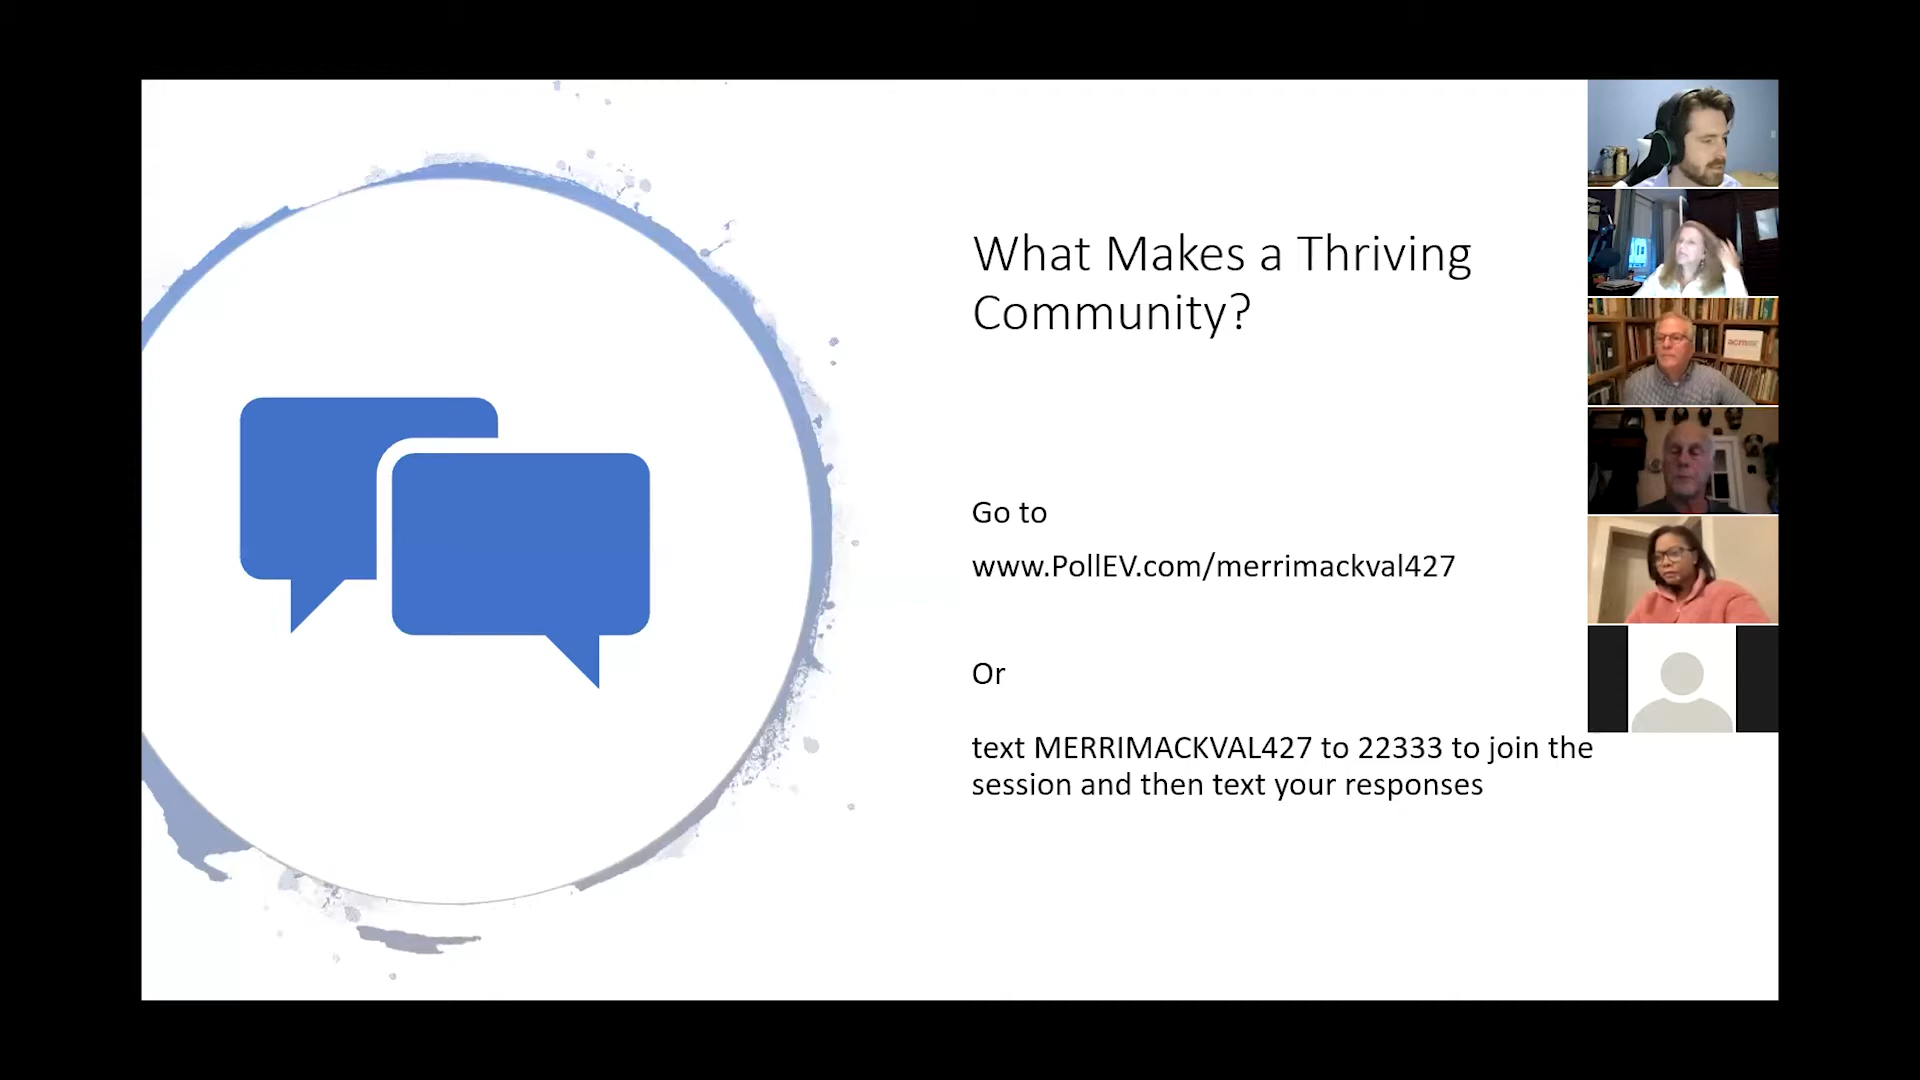 What Makes a Thriving
Community?
Go to
www.PollEV.com/merrimackval427
Or
text MERRIMACKVAL427 to 22333 to join the
session and then text your responses
acm